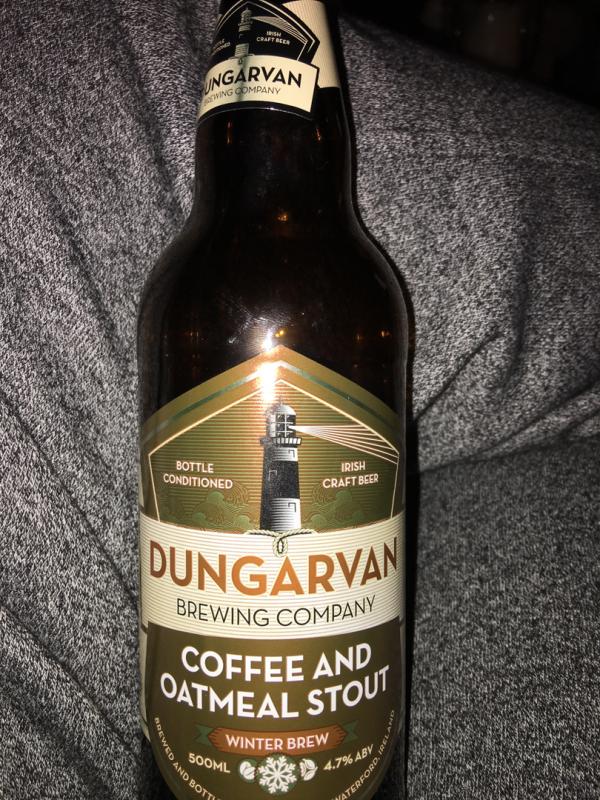 IRISH
CRAFT BEER
DUNGARVAN
BREWING COMPANY
BOTTLE
CONDITIONED
IRISH
CRAFT BEER
DUNGARVAN
BREWING COMPANY
COFFEE AND
OATMEAL STOUT
WINTER BREW
500ML
4.7% ABV
BREWED AND
WATERFORD, IRELAND